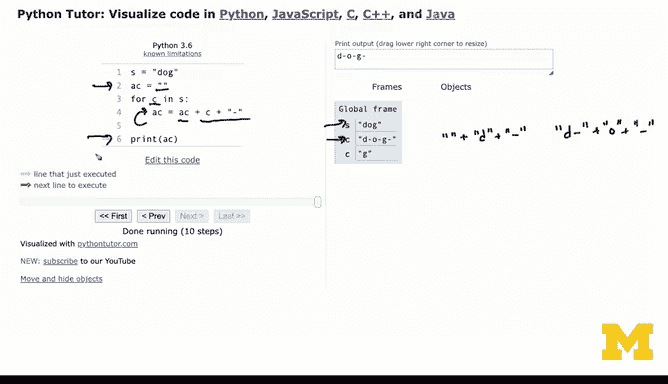 Python Tutor: Visualize code in Python, JavaScript, C, C++, and Java
Python 3.6
known limitations
1 s = "dog"
2 ac = ""
3 for c in s:
4 ac = ac + c + "-"
5
6 print(ac)
Edit this code
line that just executed
next line to execute
<< First < Prev Next > Last >>
Done running (10 steps)
Visualized with pythontutor.com
NEW: subscribe to our YouTube
Move and hide objects
Print output (drag lower right corner to resize)
d-o-g-
Frames Objects
Global frame
s "dog"
"d-o-g-"
c "g"
"" + "d" + "-" "d-" + "o" + "-"
M